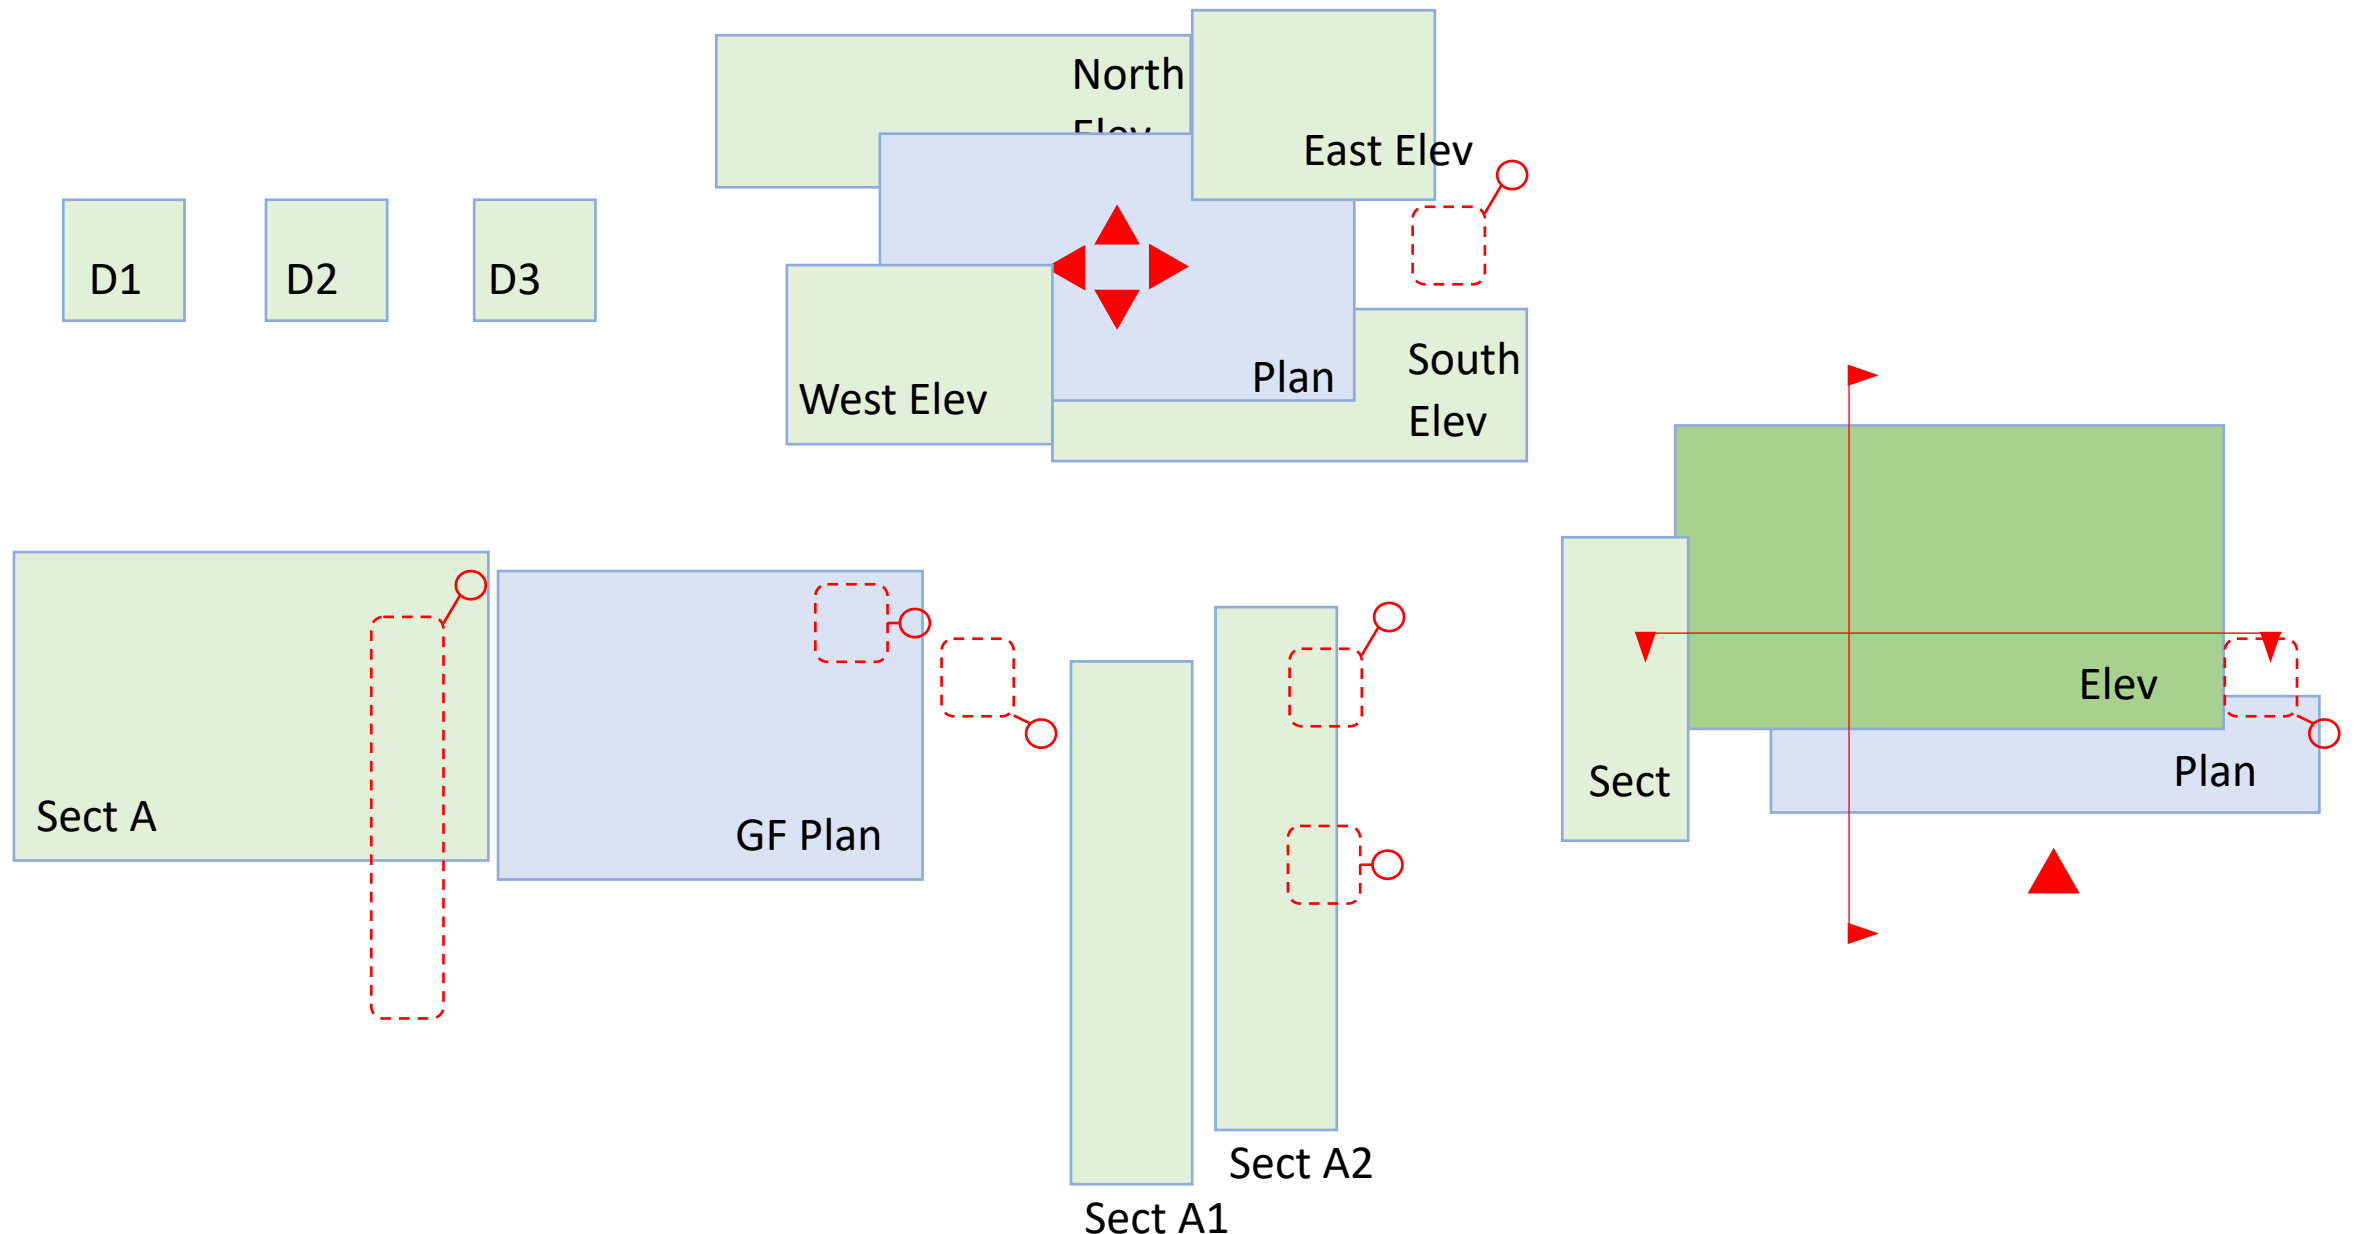 North
Elev
East Elev
D1
D2
D3
South
Elev
Plan
West Elev
Elev
Plan
Sect
Sect A
GF Plan
Sect A2
Sect A1